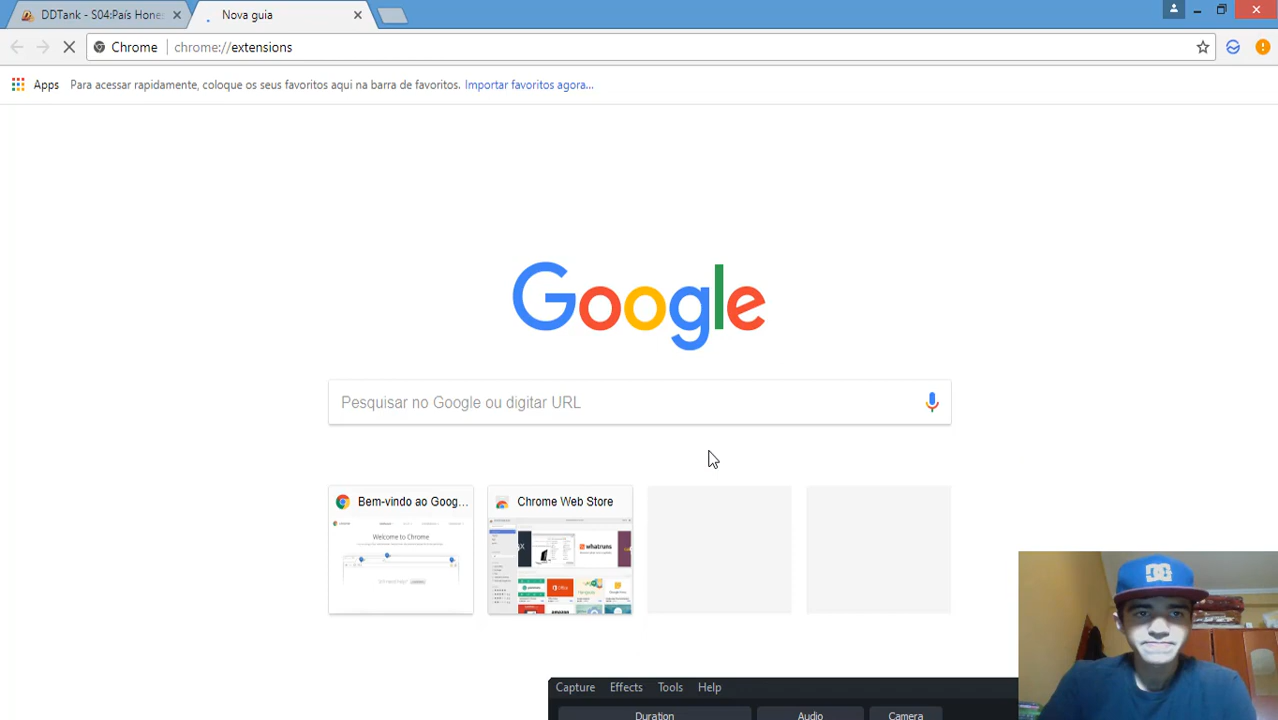 DDTank - S04:País Hones
Nova guia
Chrome chrome://extensions
Apps Para acessar rapidamente, coloque os seus favoritos aqui na barra de favoritos. Importar favoritos agora...
Google
Pesquisar no Google ou digitar URL
Bem-vindo ao Goog...
Chrome Web Store
Welcome to Chrome
whatruns
Capture Effects Tools Help
Duration Audio Camera